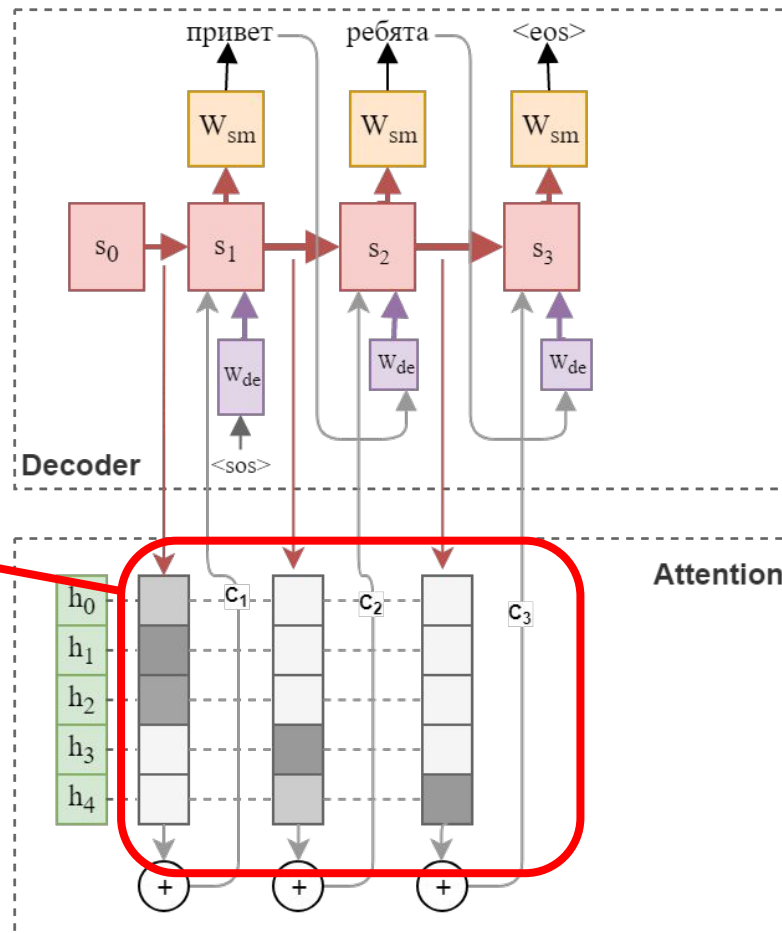 привет ребята <eos>
W_sm W_sm W_sm
s_0 s_1 s_2 s_3
W_de W_de W_de
Decoder <sos>
Attention
h_0 c_1 c_2 c_3
h_1
h_2
h_3
h_4
+ + +